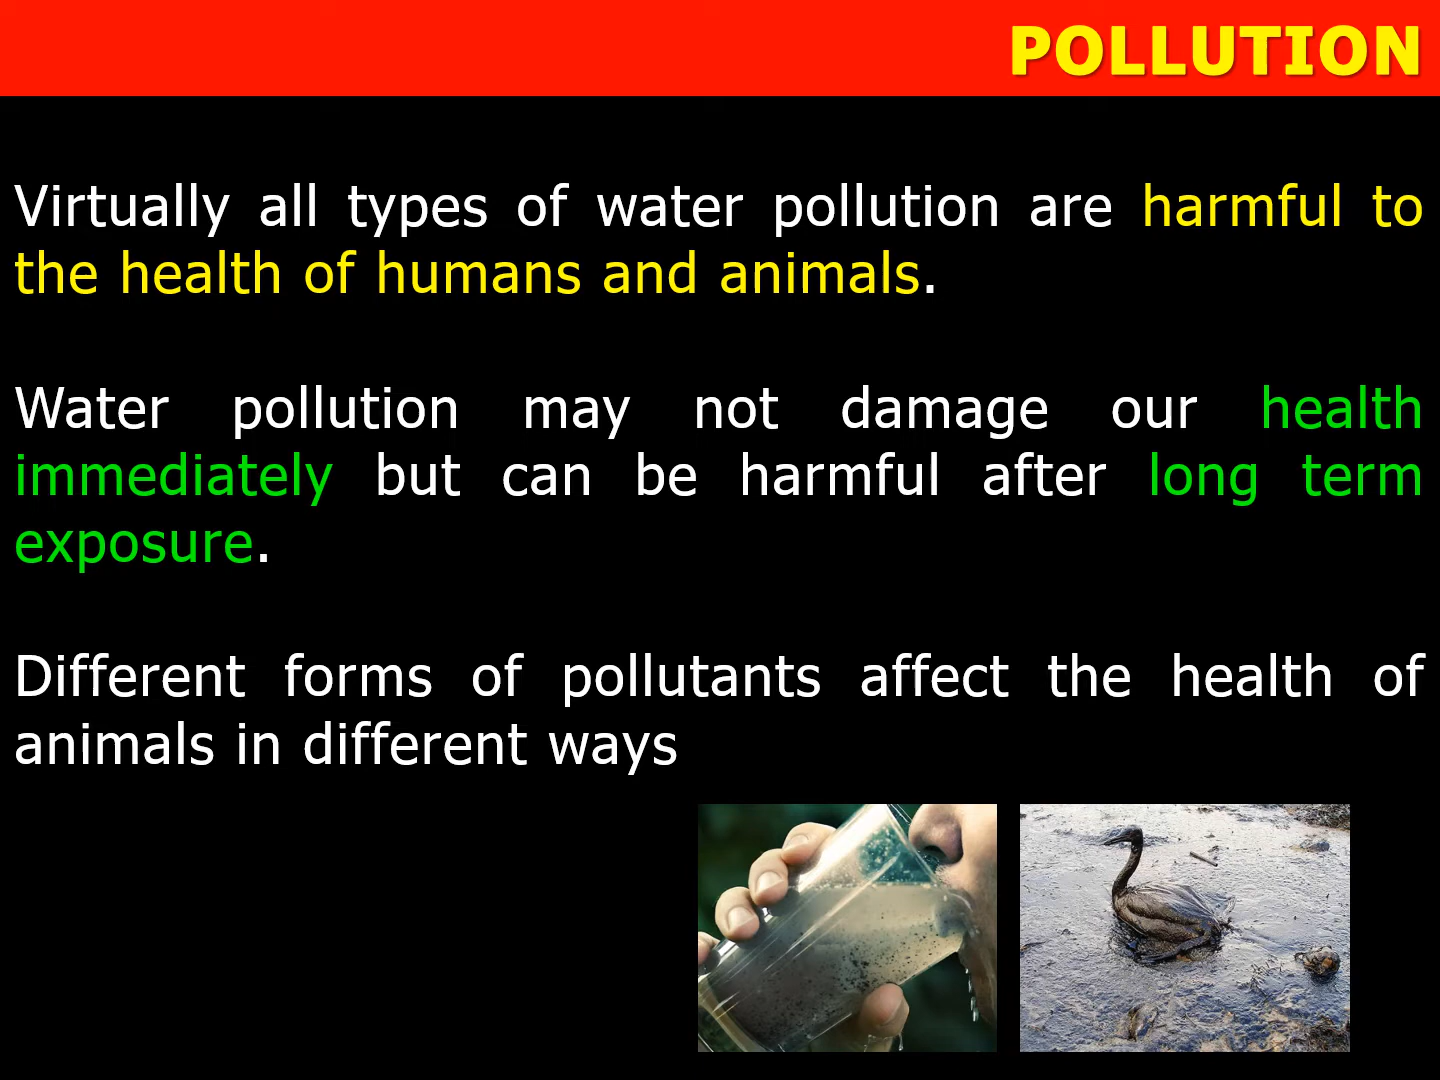 POLLUTION
Virtually all types of water pollution are harmful to
the health of humans and animals.
Water pollution may not damage our health
immediately but can be harmful after long term
exposure.
Different forms of pollutants affect the health of
animals in different ways